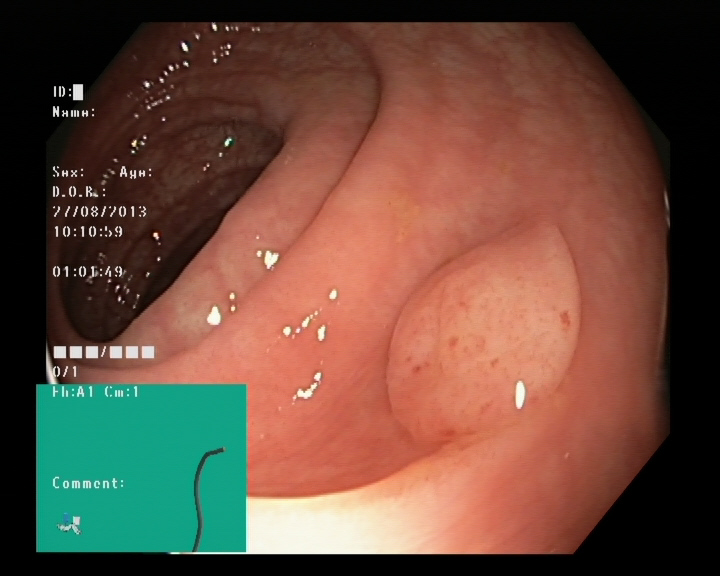 ID:
Name:
Sex: Age:
D.O.B.:
27/08/2013
10:10:59
01:01:49
/
0/1
Eh:A1 Cm:1
Comment: